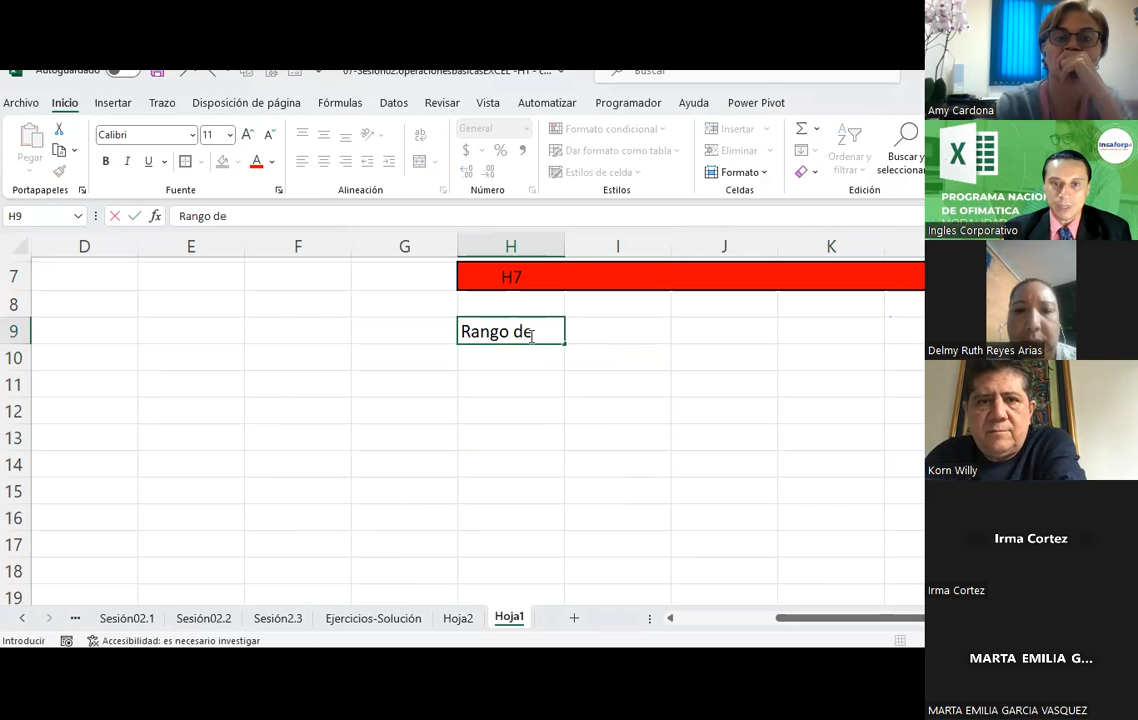 Autoguardado
07-Sesión02.operacionesbasicasEXCEL -H1 - c...
Buscar
Archivo Inicio Insertar Trazo Disposición de página Fórmulas Datos Revisar Vista Automatizar Programador Ayuda Power Pivot
Pegar
Calibri 11
N K S
General
$ % 000
Formato condicional
Dar formato como tabla
Estilos de celda
Insertar
Eliminar
Formato
Ordenar y
filtrar
Buscar y
seleccionar
Portapapeles Fuente Alineación Número Estilos Celdas Edición
H9 fx Rango de
D E F G H I J K
7 H7
8
9 Rango de
10
11
12
13
14
15
16
17
18
19
Sesión02.1 Sesión02.2 Sesión2.3 Ejercicios-Solución Hoja2 Hoja1
Introducir Accesibilidad: es necesario investigar
Amy Cardona
insaforp
PROGRAMA NACION
DE OFIMATICA
Ingles Corporativo
Delmy Ruth Reyes Arias
Korn Willy
Irma Cortez
Irma Cortez
MARTA EMILIA G...
MARTA EMILIA GARCIA VASQUEZ